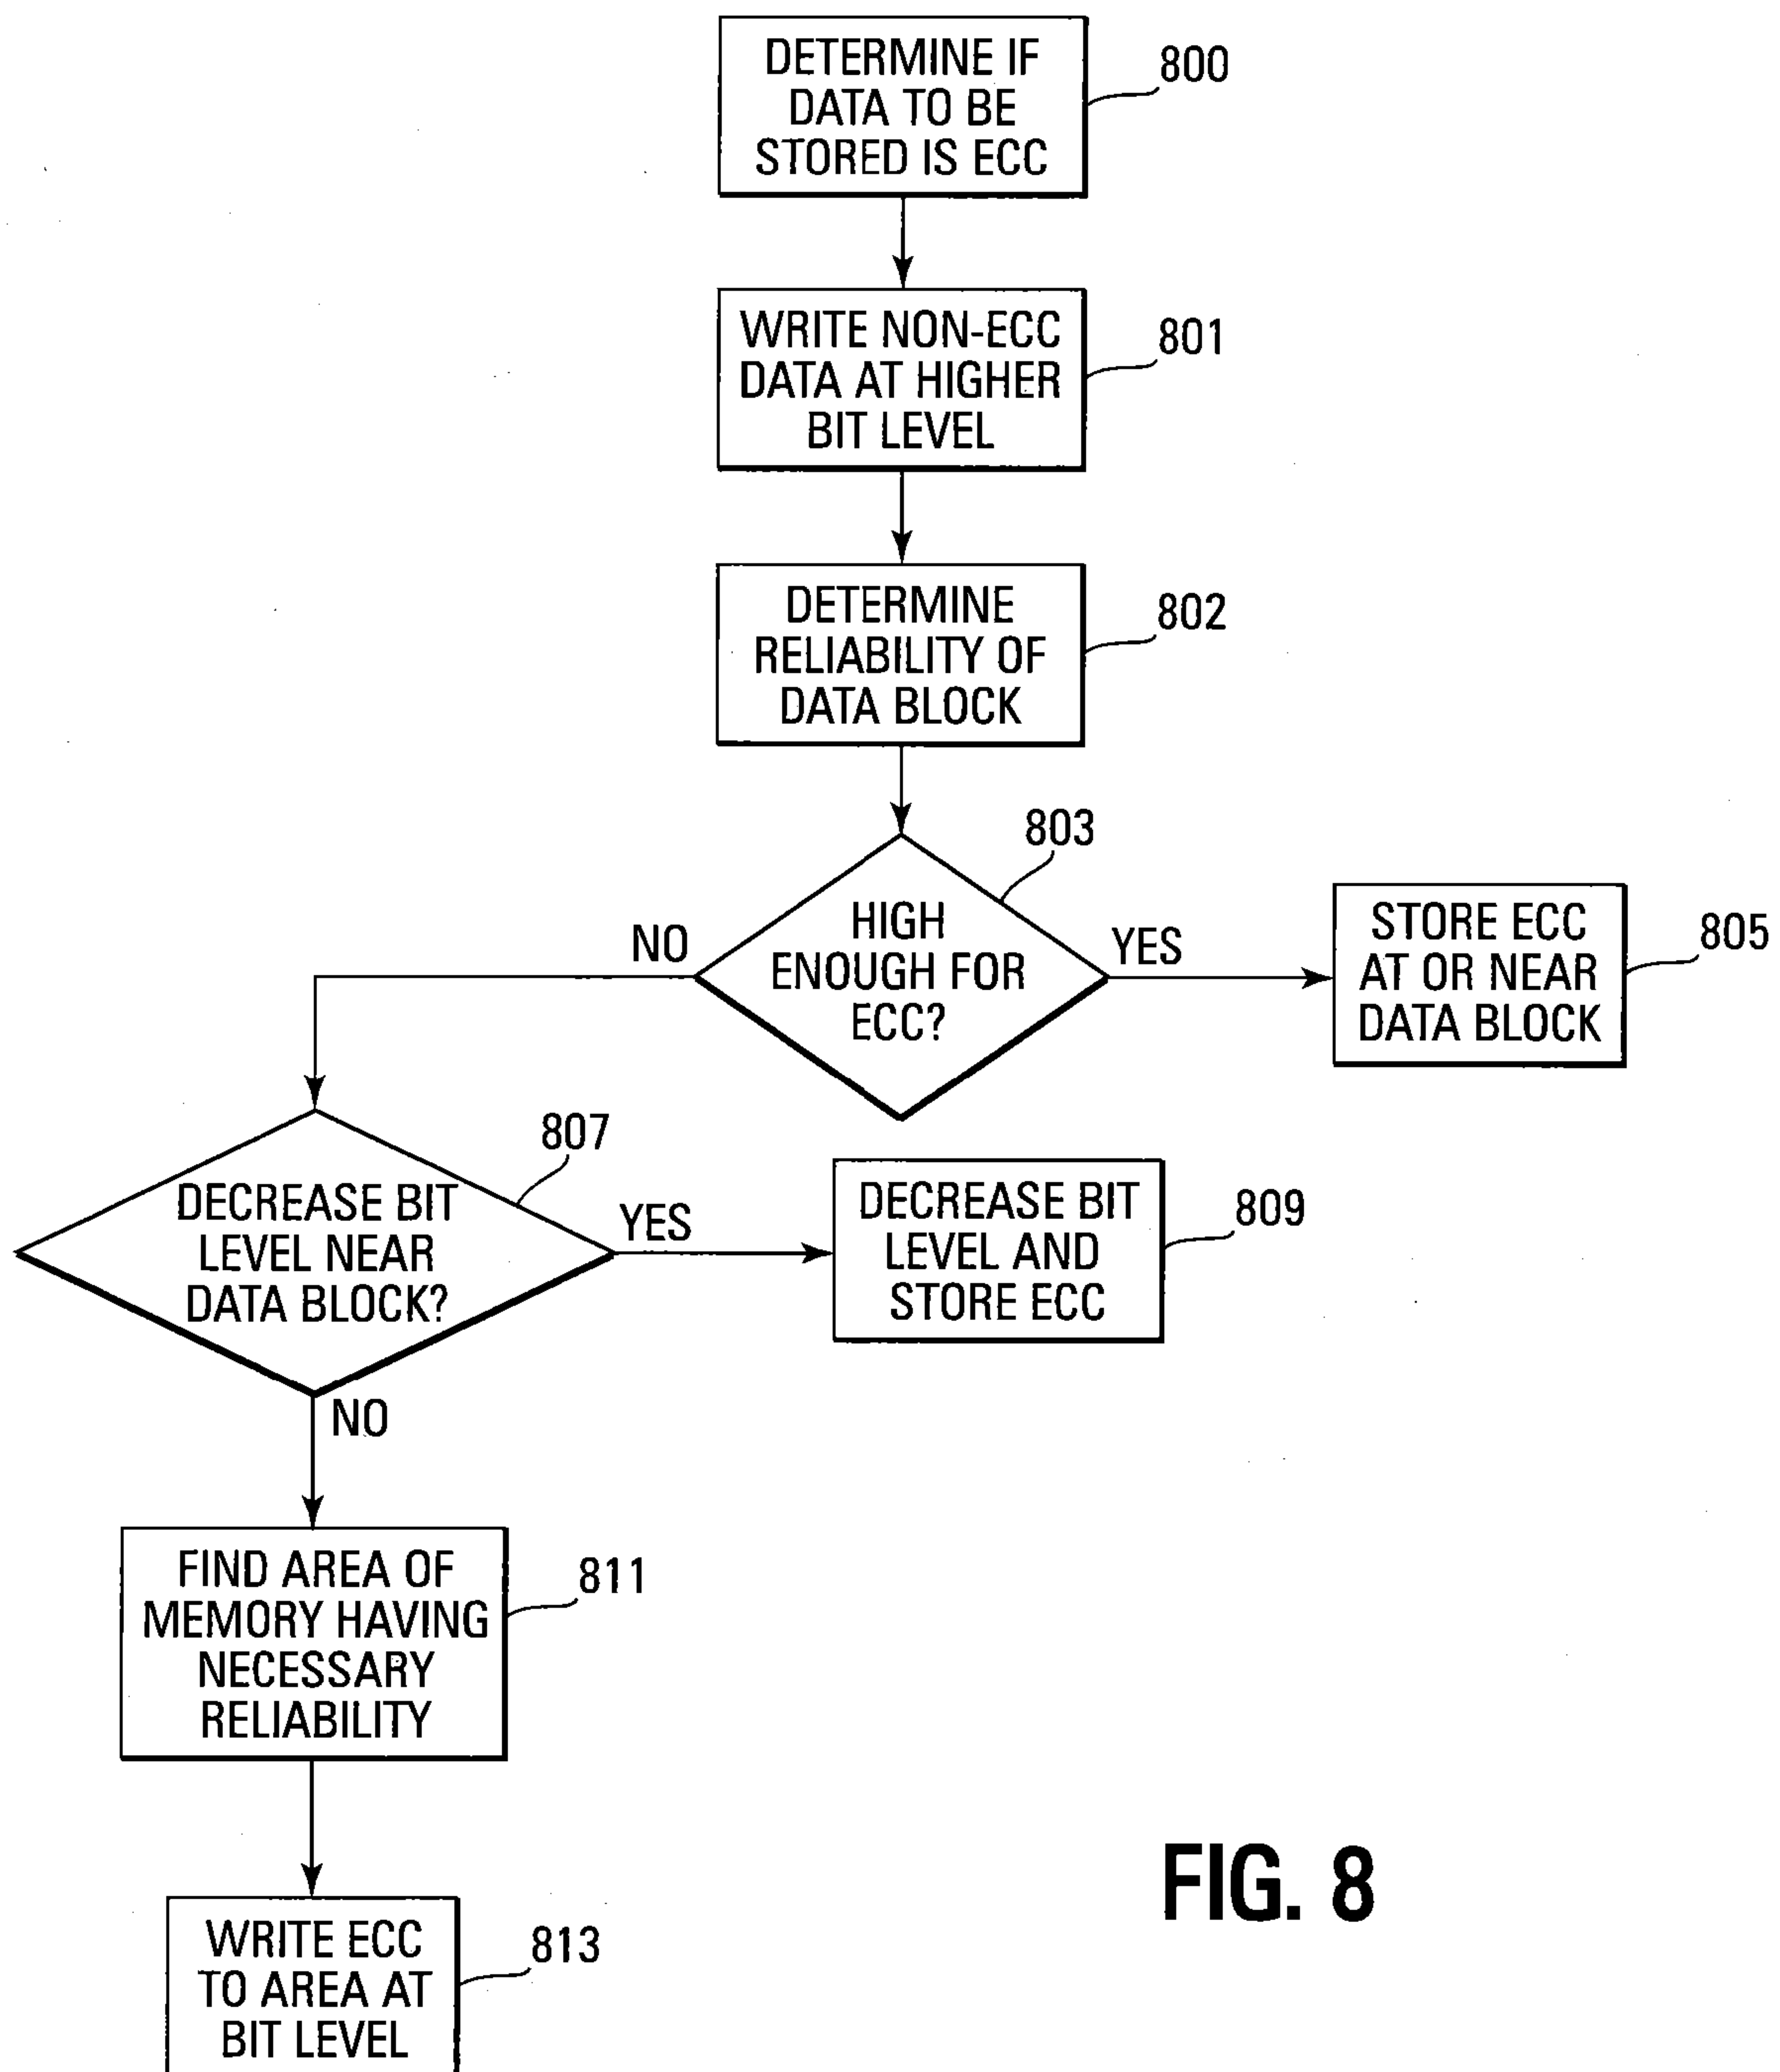 DETERMINE IF
DATA TO BE
STORED IS ECC
800
WRITE NON-ECC
DATA AT HIGHER
BIT LEVEL
801
DETERMINE
RELIABILITY OF
DATA BLOCK
802
803
HIGH
ENOUGH FOR
ECC?
NO
YES
STORE ECC
AT OR NEAR
DATA BLOCK
805
807
DECREASE BIT
LEVEL NEAR
DATA BLOCK?
YES
DECREASE BIT
LEVEL AND
STORE ECC
809
NO
FIND AREA OF
MEMORY HAVING
NECESSARY
RELIABILITY
811
WRITE ECC
TO AREA AT
BIT LEVEL
813
FIG. 8